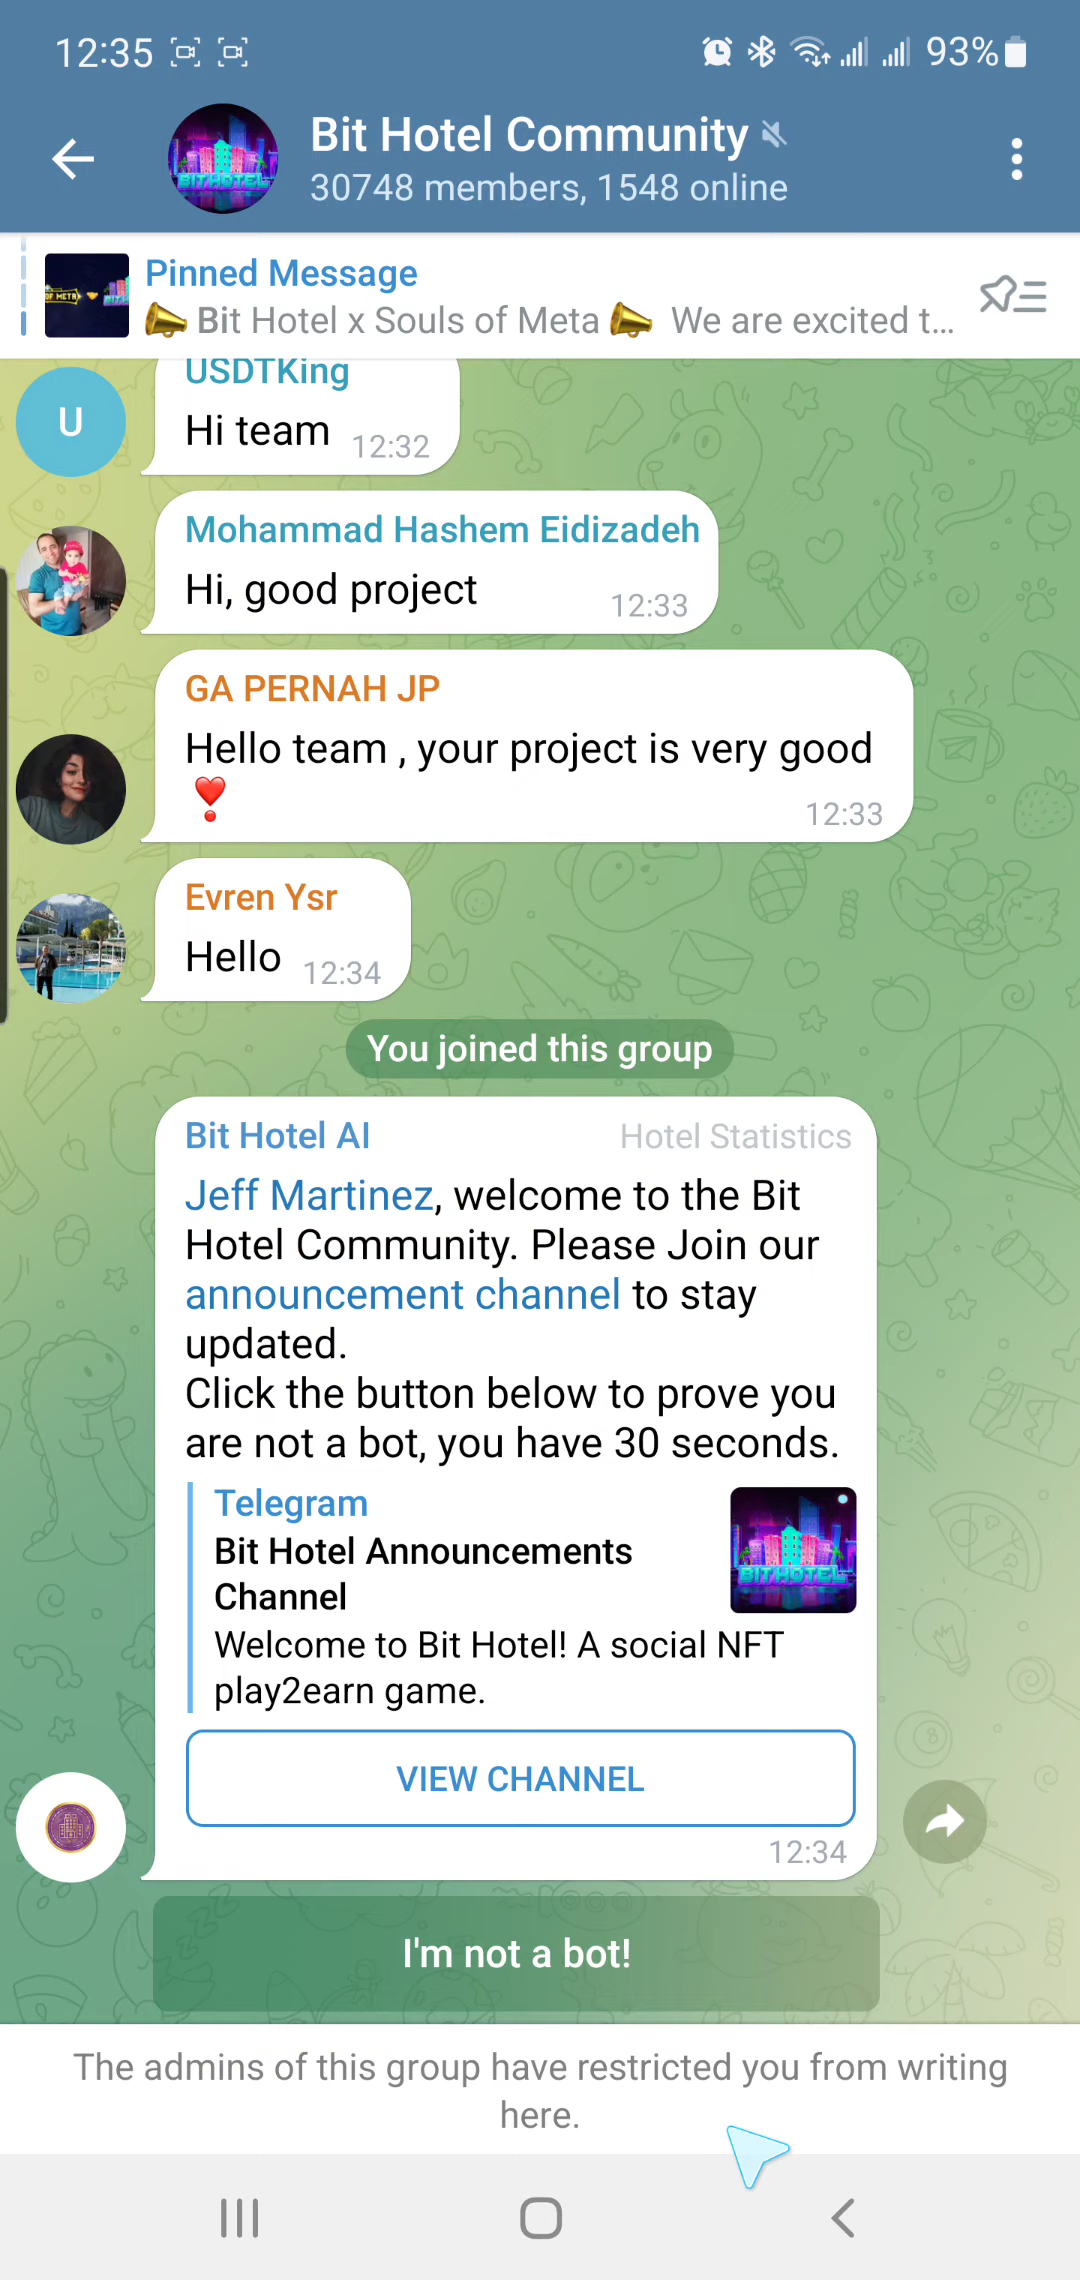 12:35
93%
Bit Hotel Community
30748 members, 1548 online
Pinned Message
Bit Hotel x Souls of Meta We are excited t...
OF META
BITHOTEL
USDTKing
U
Hi team 12:32
Mohammad Hashem Eidizadeh
Hi, good project 12:33
GA PERNAH JP
Hello team , your project is very good
❣️
12:33
Evren Ysr
Hello 12:34
You joined this group
Bit Hotel AI Hotel Statistics
Jeff Martinez, welcome to the Bit
Hotel Community. Please Join our
announcement channel to stay
updated.
Click the button below to prove you
are not a bot, you have 30 seconds.
Telegram
Bit Hotel Announcements
Channel
BITHOTEL
Welcome to Bit Hotel! A social NFT
play2earn game.
VIEW CHANNEL
12:34
I'm not a bot!
The admins of this group have restricted you from writing
here.